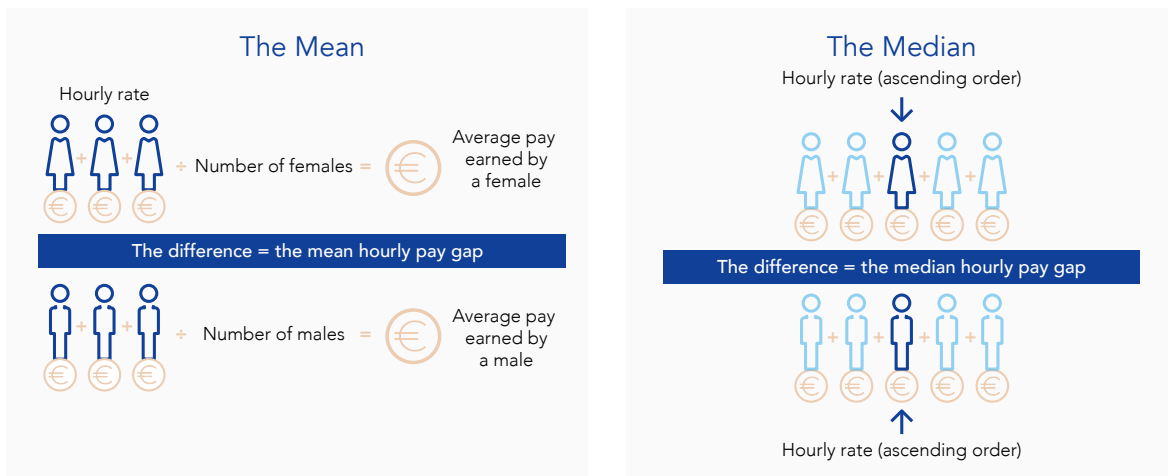 The Mean
Hourly rate
+ +
÷ Number of females =
€
Average pay
earned by
a female
€ € €
The difference = the mean hourly pay gap
+ +
÷ Number of males =
€
Average pay
earned by
a male
€ € €
The Median
Hourly rate (ascending order)
+ + + +
€ € € € €
The difference = the median hourly pay gap
+ + + +
€ € € € €
Hourly rate (ascending order)